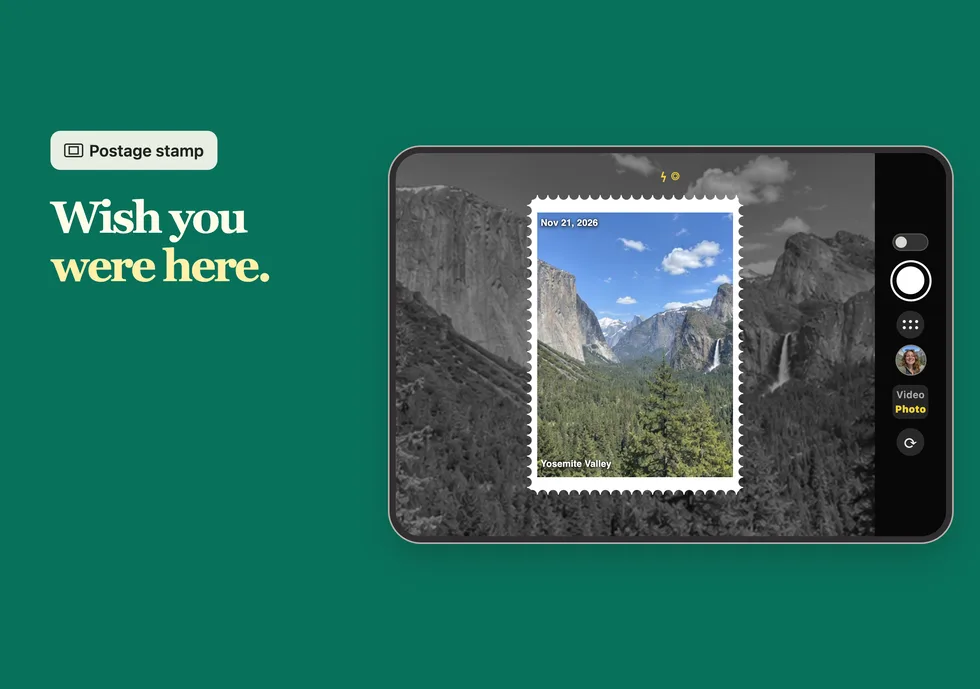 Postage stamp
Wish you
were here.
Nov 21, 2026
Yosemite Valley
Video
Photo